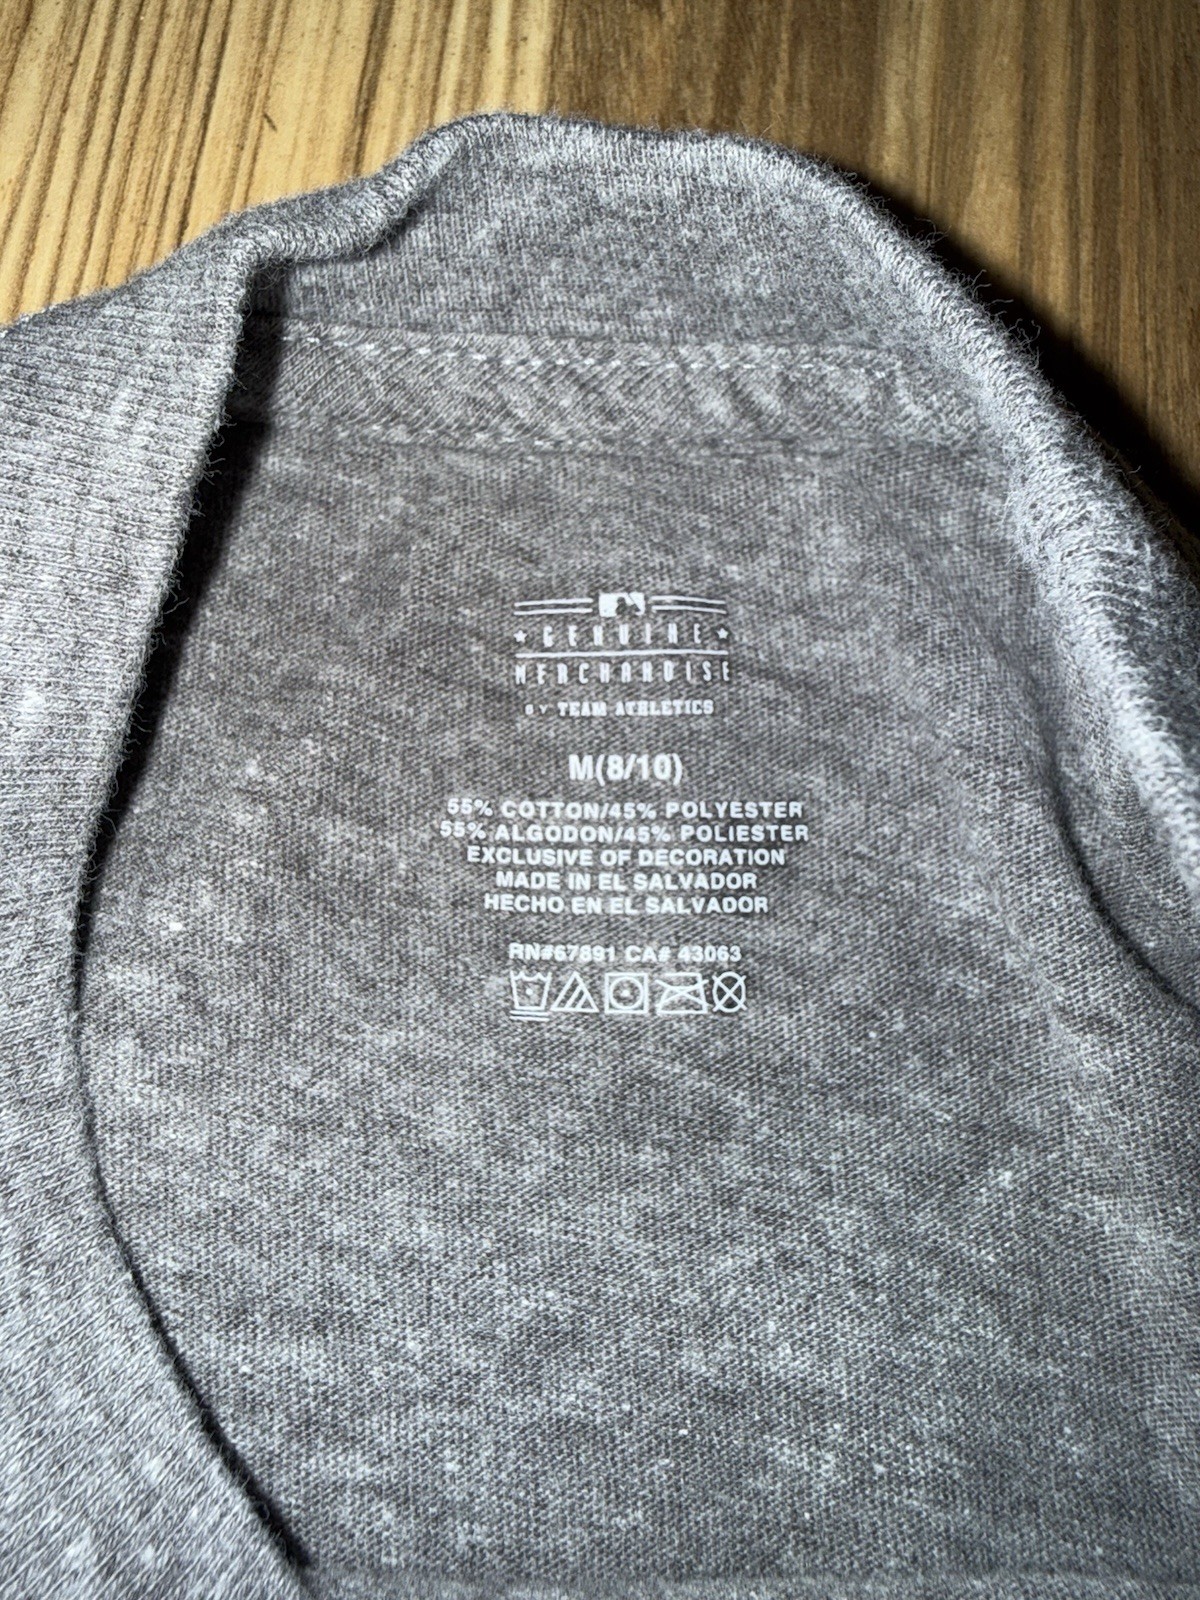 GENUINE
MERCHANDISE
BY TEAM ATHLETICS
M(8/10)
55% COTTON/45% POLYESTER
55% ALGODON/45% POLIESTER
EXCLUSIVE OF DECORATION
MADE IN EL SALVADOR
HECHO EN EL SALVADOR
RN#67891 CA# 43063